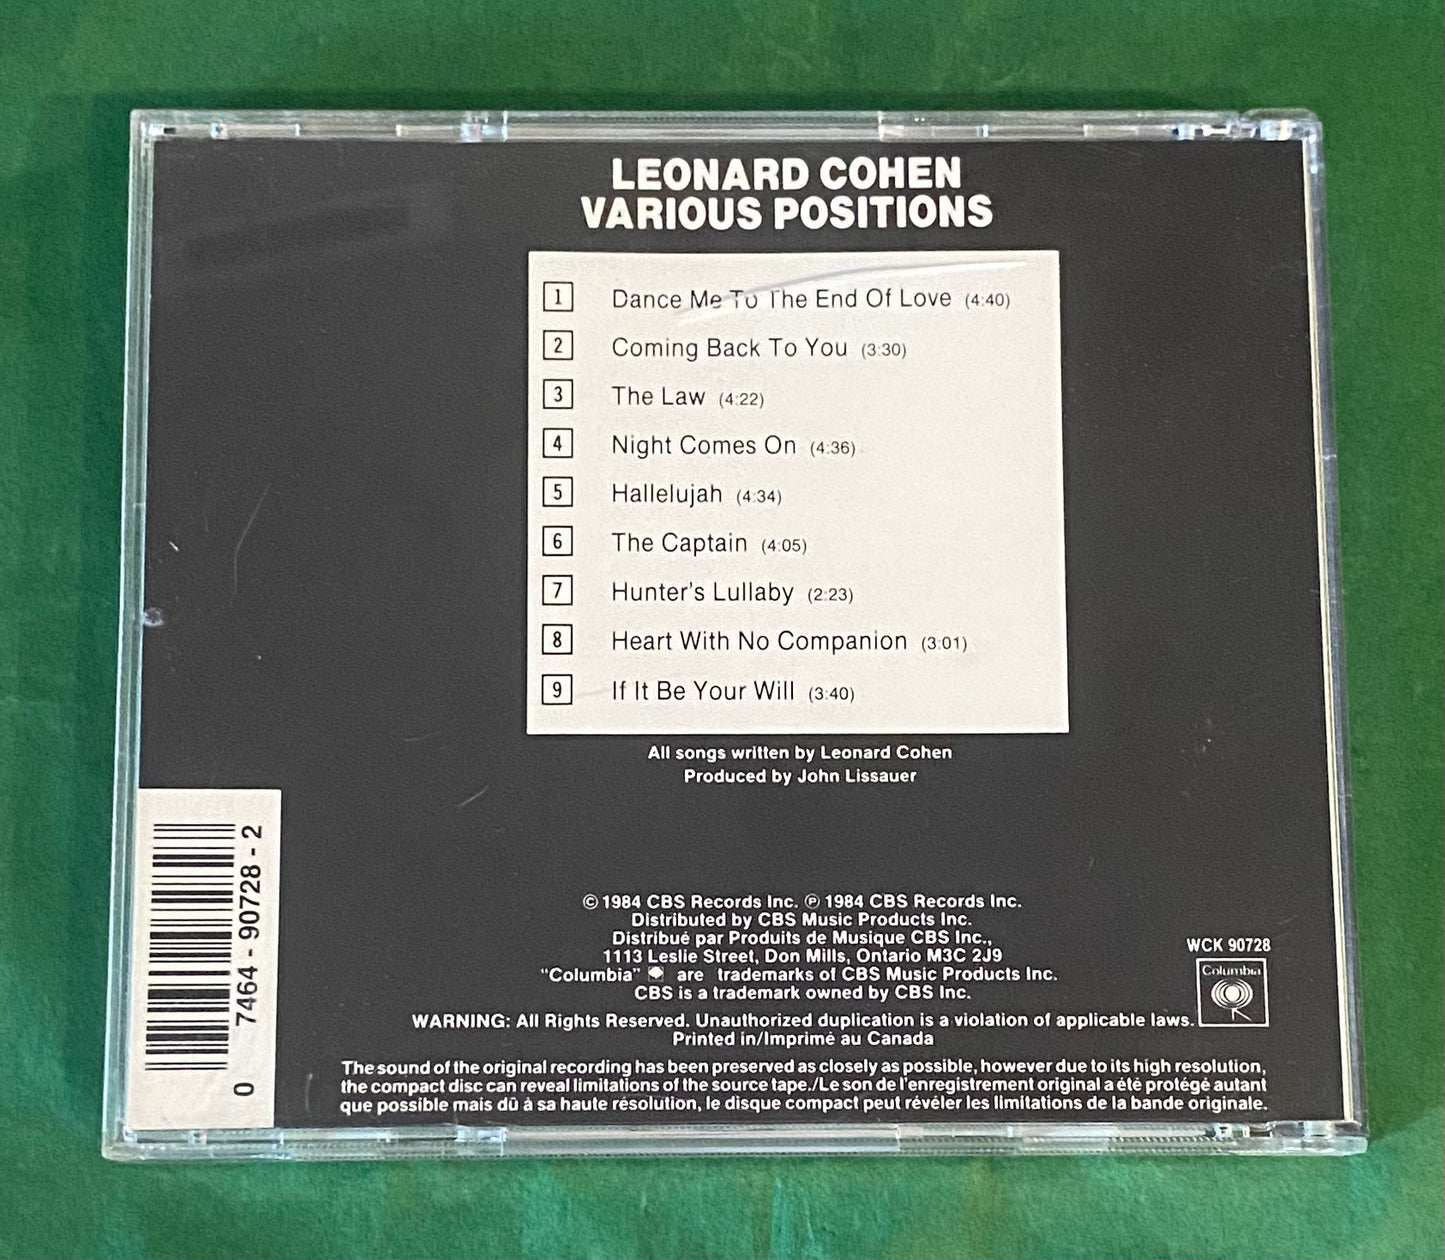 LEONARD COHEN
VARIOUS POSITIONS
1 Dance Me To The End Of Love (4:40)
2 Coming Back To You (3:30)
3 The Law (4:22)
4 Night Comes On (4:36)
5 Hallelujah (4:34)
6 The Captain (4:05)
7 Hunter's Lullaby (2:23)
8 Heart With No Companion (3:01)
9 If It Be Your Will (3:40)
All songs written by Leonard Cohen
Produced by John Lissauer
0 7464-90728-2
© 1984 CBS Records Inc. ℗ 1984 CBS Records Inc.
Distributed by CBS Music Products Inc.
Distribué par Produits de Musique CBS Inc.,
1113 Leslie Street, Don Mills, Ontario M3C 2J9
"Columbia" are trademarks of CBS Music Products Inc.
CBS is a trademark owned by CBS Inc.
WCK 90728
Columbia
WARNING: All Rights Reserved. Unauthorized duplication is a violation of applicable laws.
Printed in/Imprimé au Canada
The sound of the original recording has been preserved as closely as possible, however due to its high resolution,
the compact disc can reveal limitations of the source tape./Le son de l'enregistrement original a été protégé autant
que possible mais dû à sa haute résolution, le disque compact peut révéler les limitations de la bande originale.